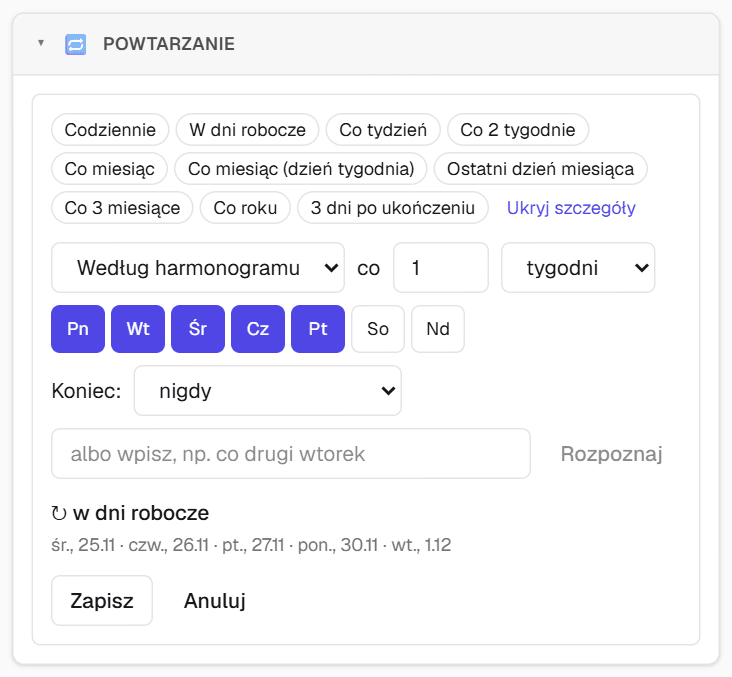 POWTARZANIE
Codziennie W dni robocze Co tydzień Co 2 tygodnie
Co miesiąc Co miesiąc (dzień tygodnia) Ostatni dzień miesiąca
Co 3 miesiące Co roku 3 dni po ukończeniu Ukryj szczegóły
Według harmonogramu co 1 tygodni
Pn Wt Śr Cz Pt So Nd
Koniec: nigdy
albo wpisz, np. co drugi wtorek Rozpoznaj
↻ w dni robocze
śr., 25.11 · czw., 26.11 · pt., 27.11 · pon., 30.11 · wt., 1.12
Zapisz Anuluj